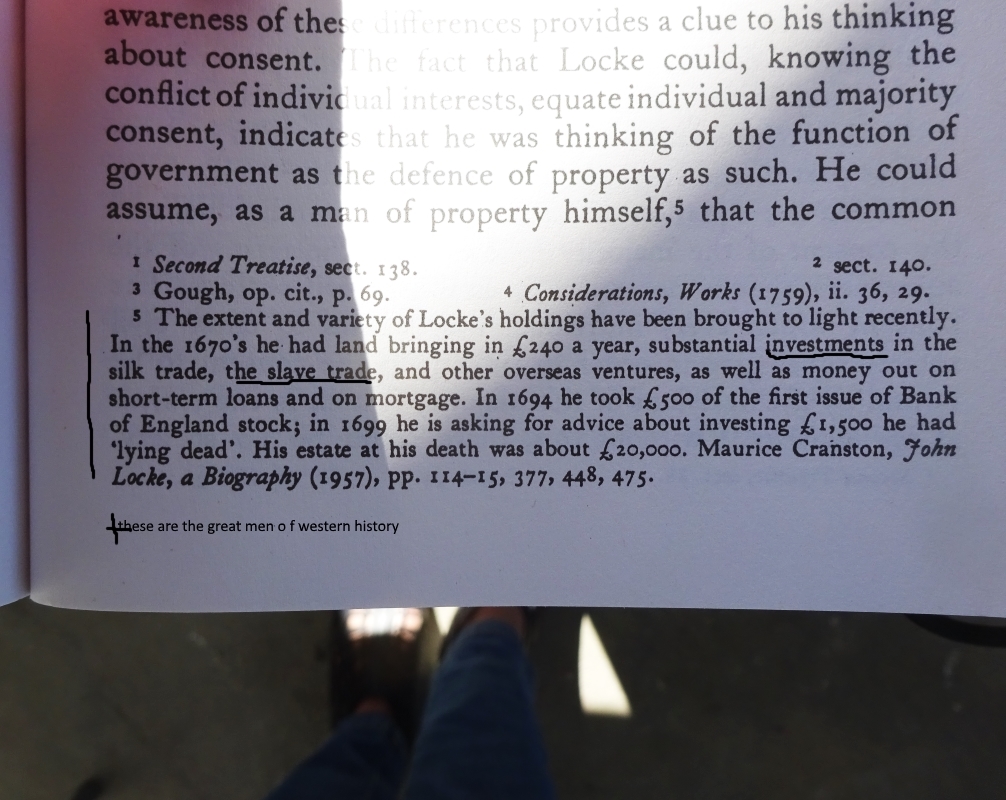 awareness of these differences provides a clue to his thinking
about consent. The fact that Locke could, knowing the
conflict of individual interests, equate individual and majority
consent, indicates that he was thinking of the function of
government as the defence of property as such. He could
assume, as a man of property himself,⁵ that the common
¹ Second Treatise, sect. 138. ² sect. 140.
³ Gough, op. cit., p. 69. ⁴ Considerations, Works (1759), ii. 36, 29.
⁵ The extent and variety of Locke's holdings have been brought to light recently.
In the 1670's he had land bringing in £240 a year, substantial investments in the
silk trade, the slave trade, and other overseas ventures, as well as money out on
short-term loans and on mortgage. In 1694 he took £500 of the first issue of Bank
of England stock; in 1699 he is asking for advice about investing £1,500 he had
'lying dead'. His estate at his death was about £20,000. Maurice Cranston, John
Locke, a Biography (1957), pp. 114–15, 377, 448, 475.
these are the great men o f western history